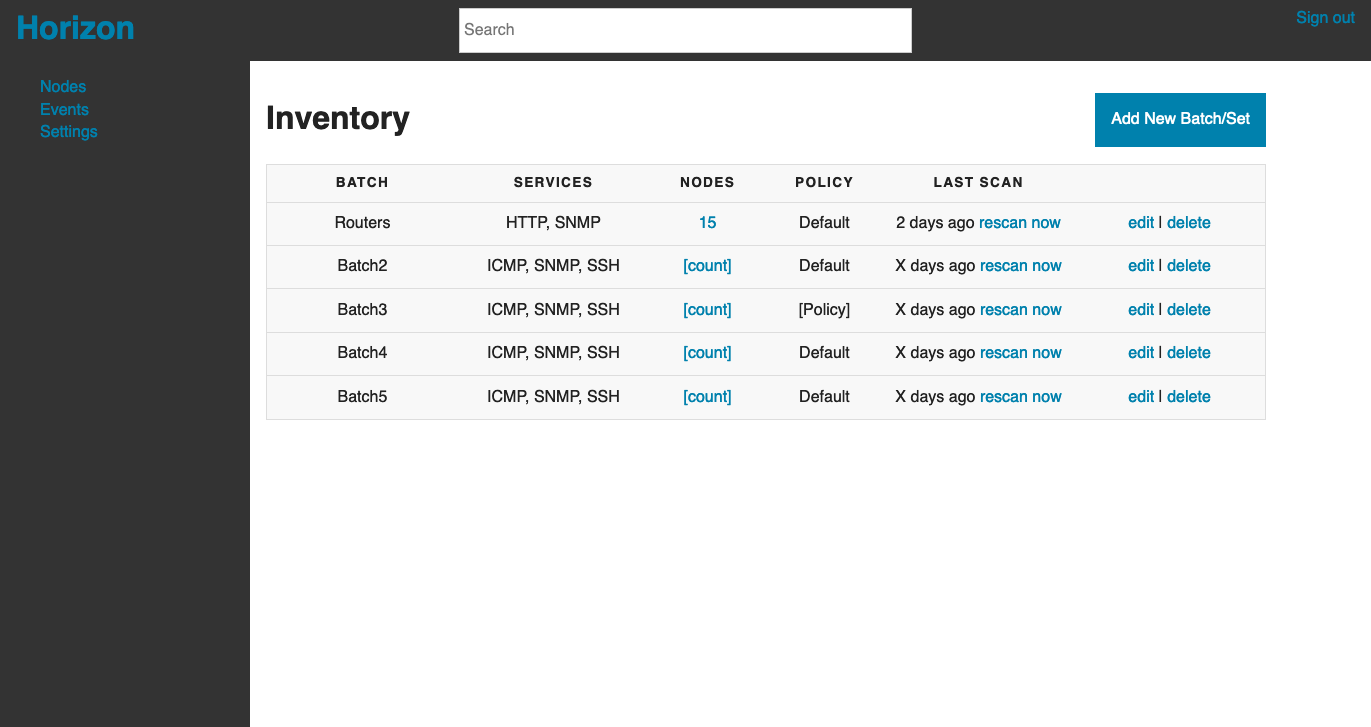 Horizon
Search
Sign out
Nodes
Events
Settings
Inventory
Add New Batch/Set
BATCH SERVICES NODES POLICY LAST SCAN
Routers HTTP, SNMP 15 Default 2 days ago rescan now edit | delete
Batch2 ICMP, SNMP, SSH [count] Default X days ago rescan now edit | delete
Batch3 ICMP, SNMP, SSH [count] [Policy] X days ago rescan now edit | delete
Batch4 ICMP, SNMP, SSH [count] Default X days ago rescan now edit | delete
Batch5 ICMP, SNMP, SSH [count] Default X days ago rescan now edit | delete